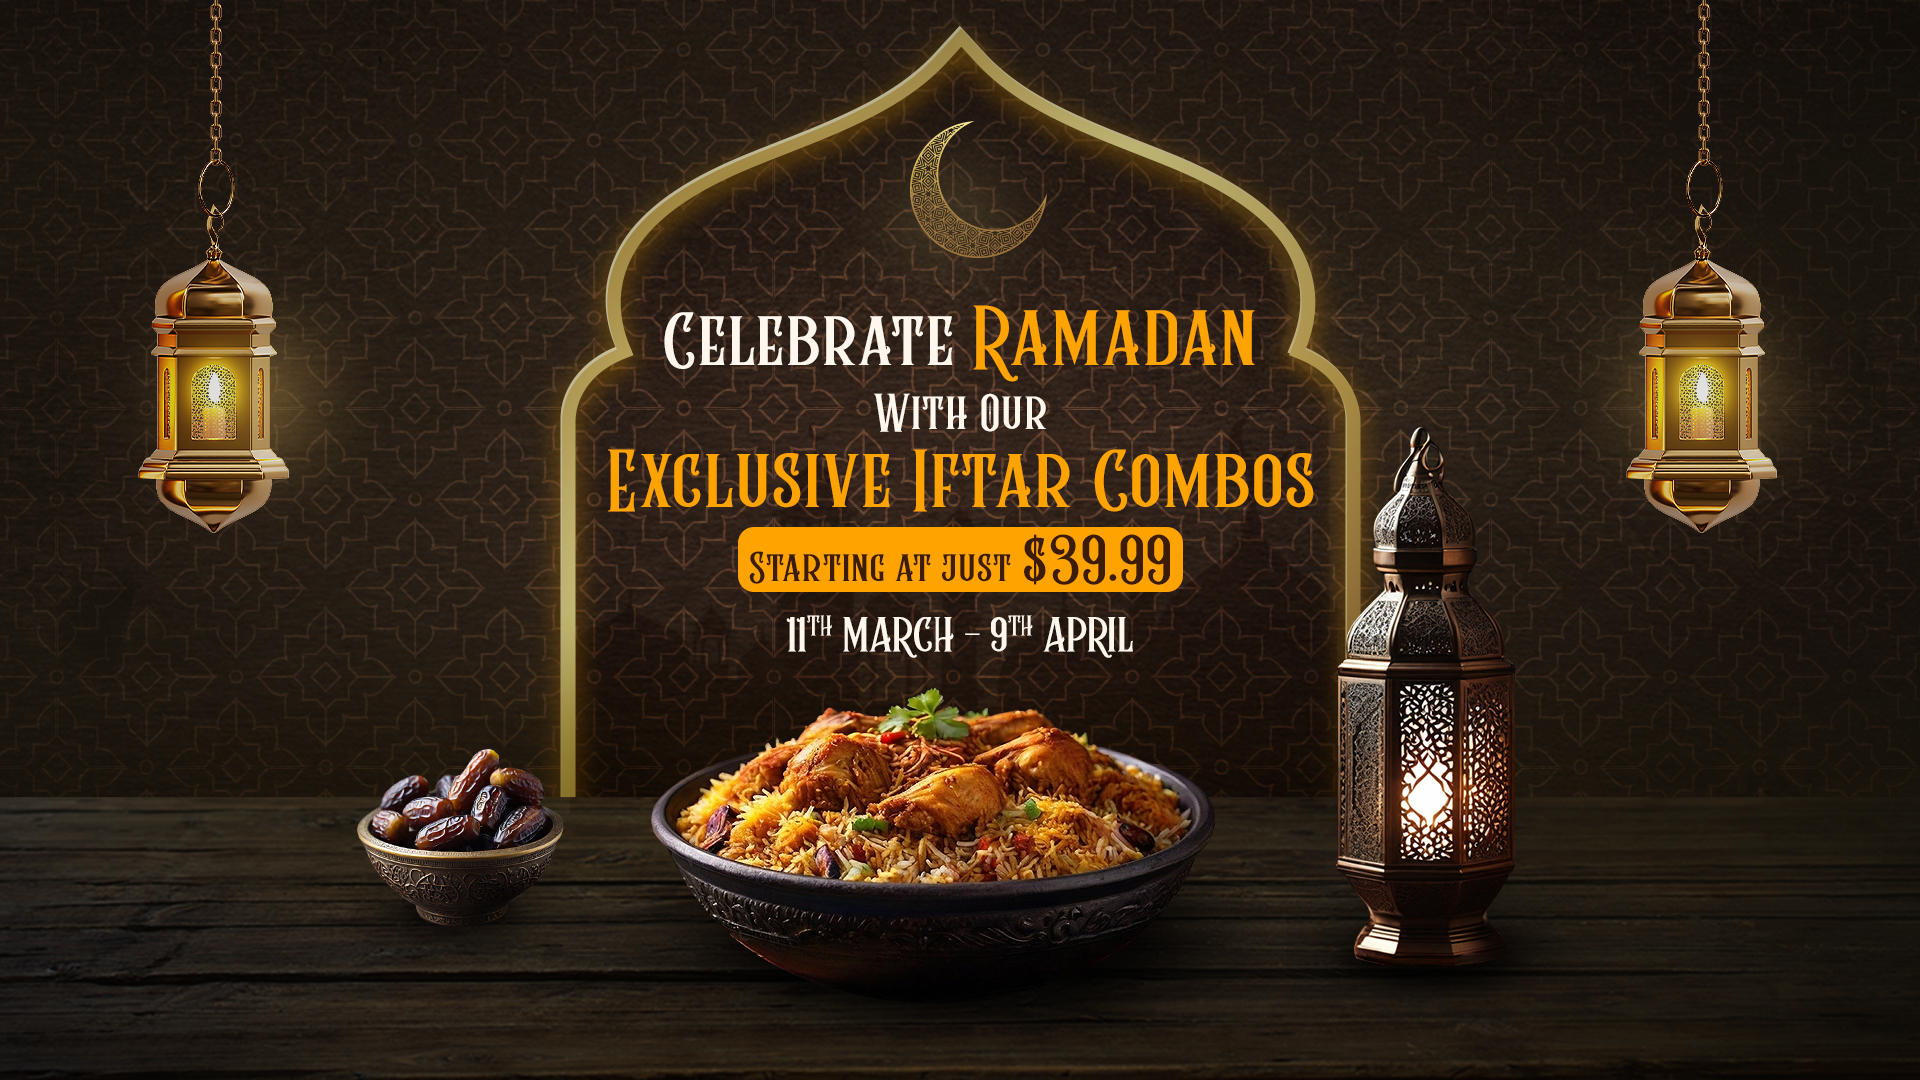 Celebrate Ramadan
With Our
Exclusive Iftar Combos
Starting at just $39.99
11TH MARCH – 9TH APRIL